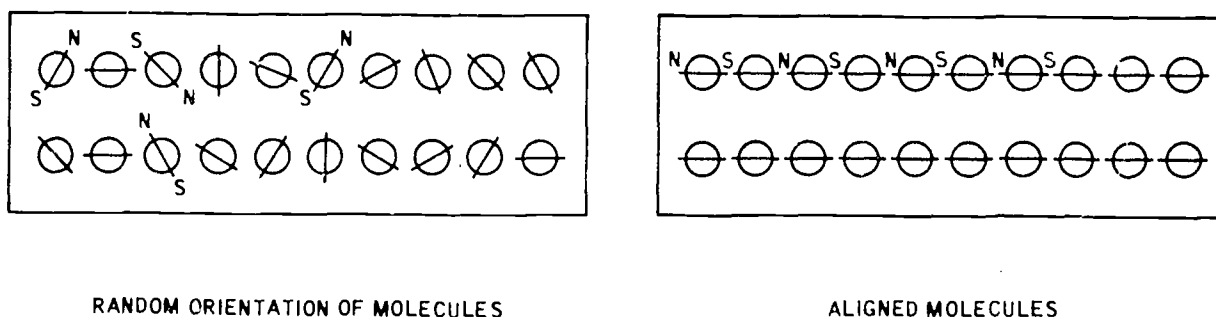 N S N
S N S
N S N S N S N S
N
S
RANDOM ORIENTATION OF MOLECULES
ALIGNED MOLECULES